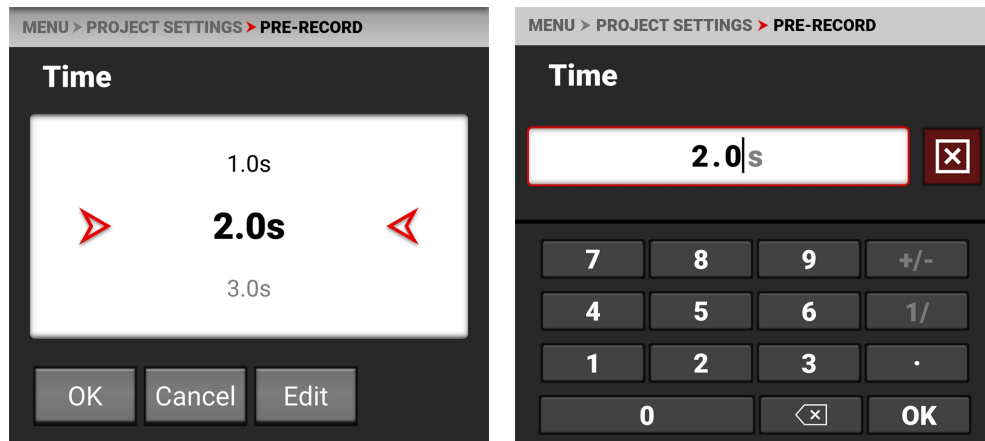 MENU > PROJECT SETTINGS > PRE-RECORD
Time
1.0s
2.0s
3.0s
OK Cancel Edit
MENU > PROJECT SETTINGS > PRE-RECORD
Time
2.0s
7 8 9 +/-
4 5 6 1/
1 2 3 .
0 OK